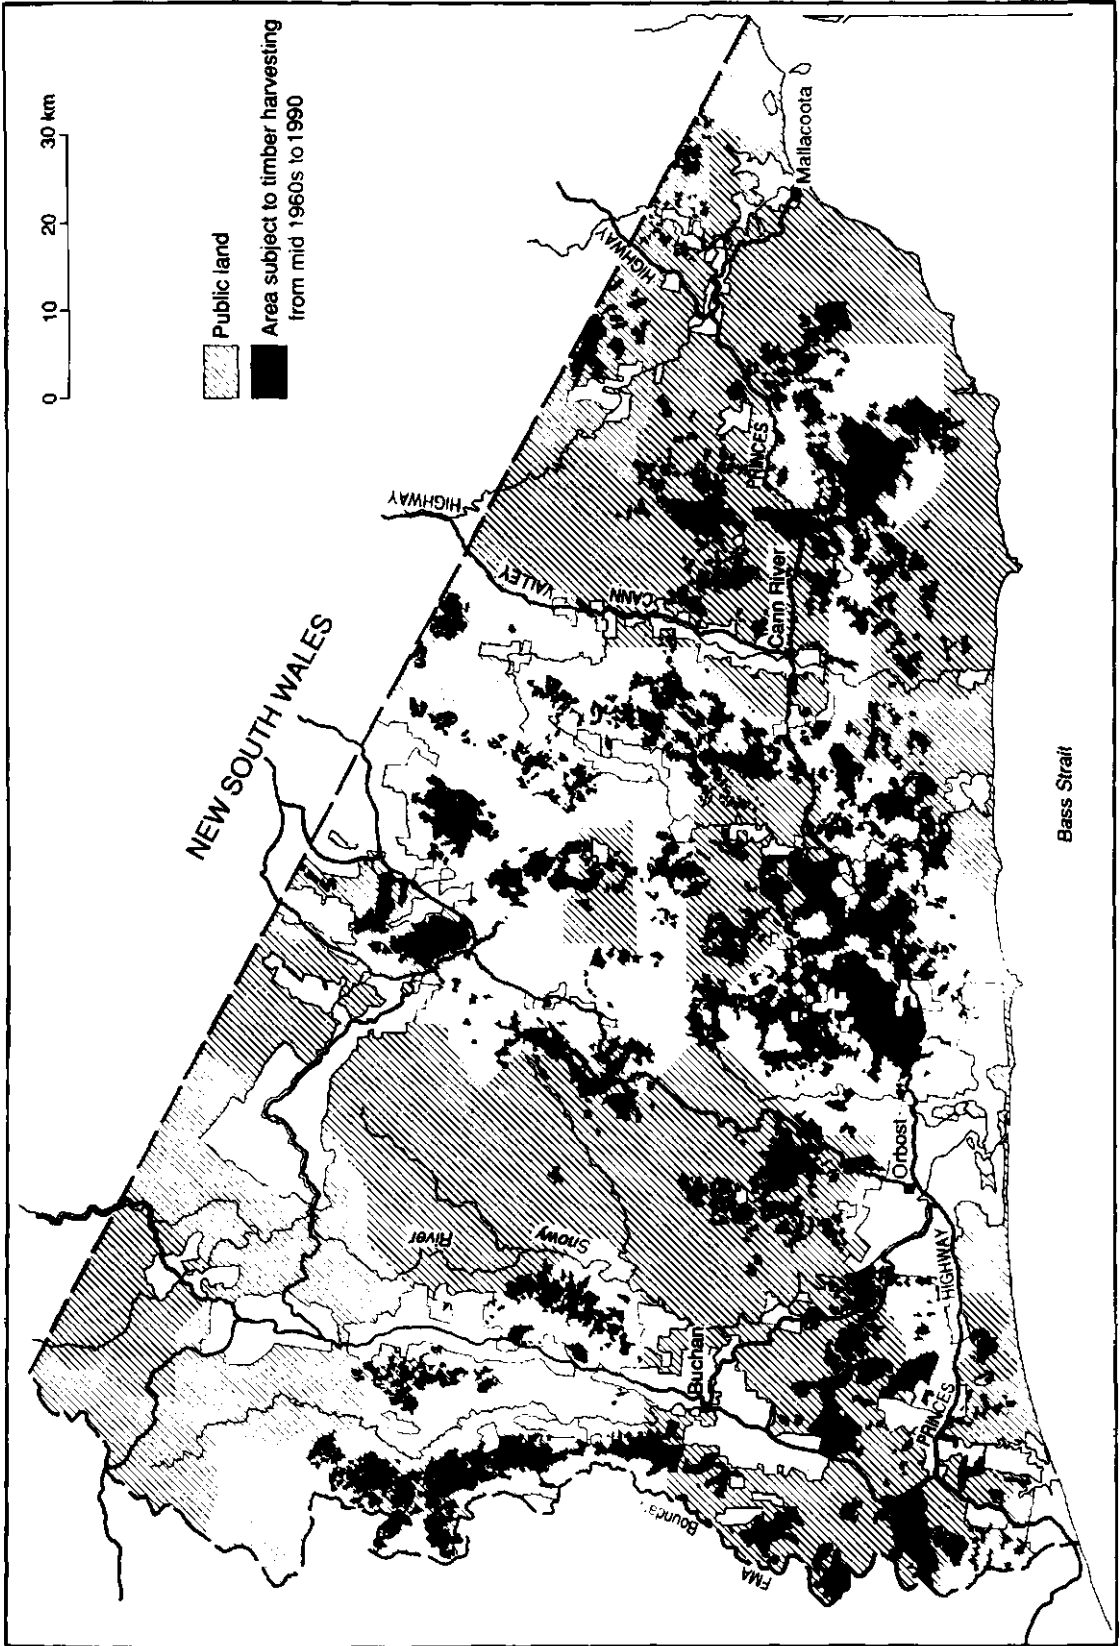 0 10 20 30 km
Public land
Area subject to timber harvesting
from mid 1960s to 1990
NEW SOUTH WALES
HIGHWAY
HIGHWAY
VALLEY
CANN
Mallacoota
PRINCES
Cann River
Snowy
River
Buchan
Orbost
HIGHWAY
PRINCES
FMA
Bass Strait